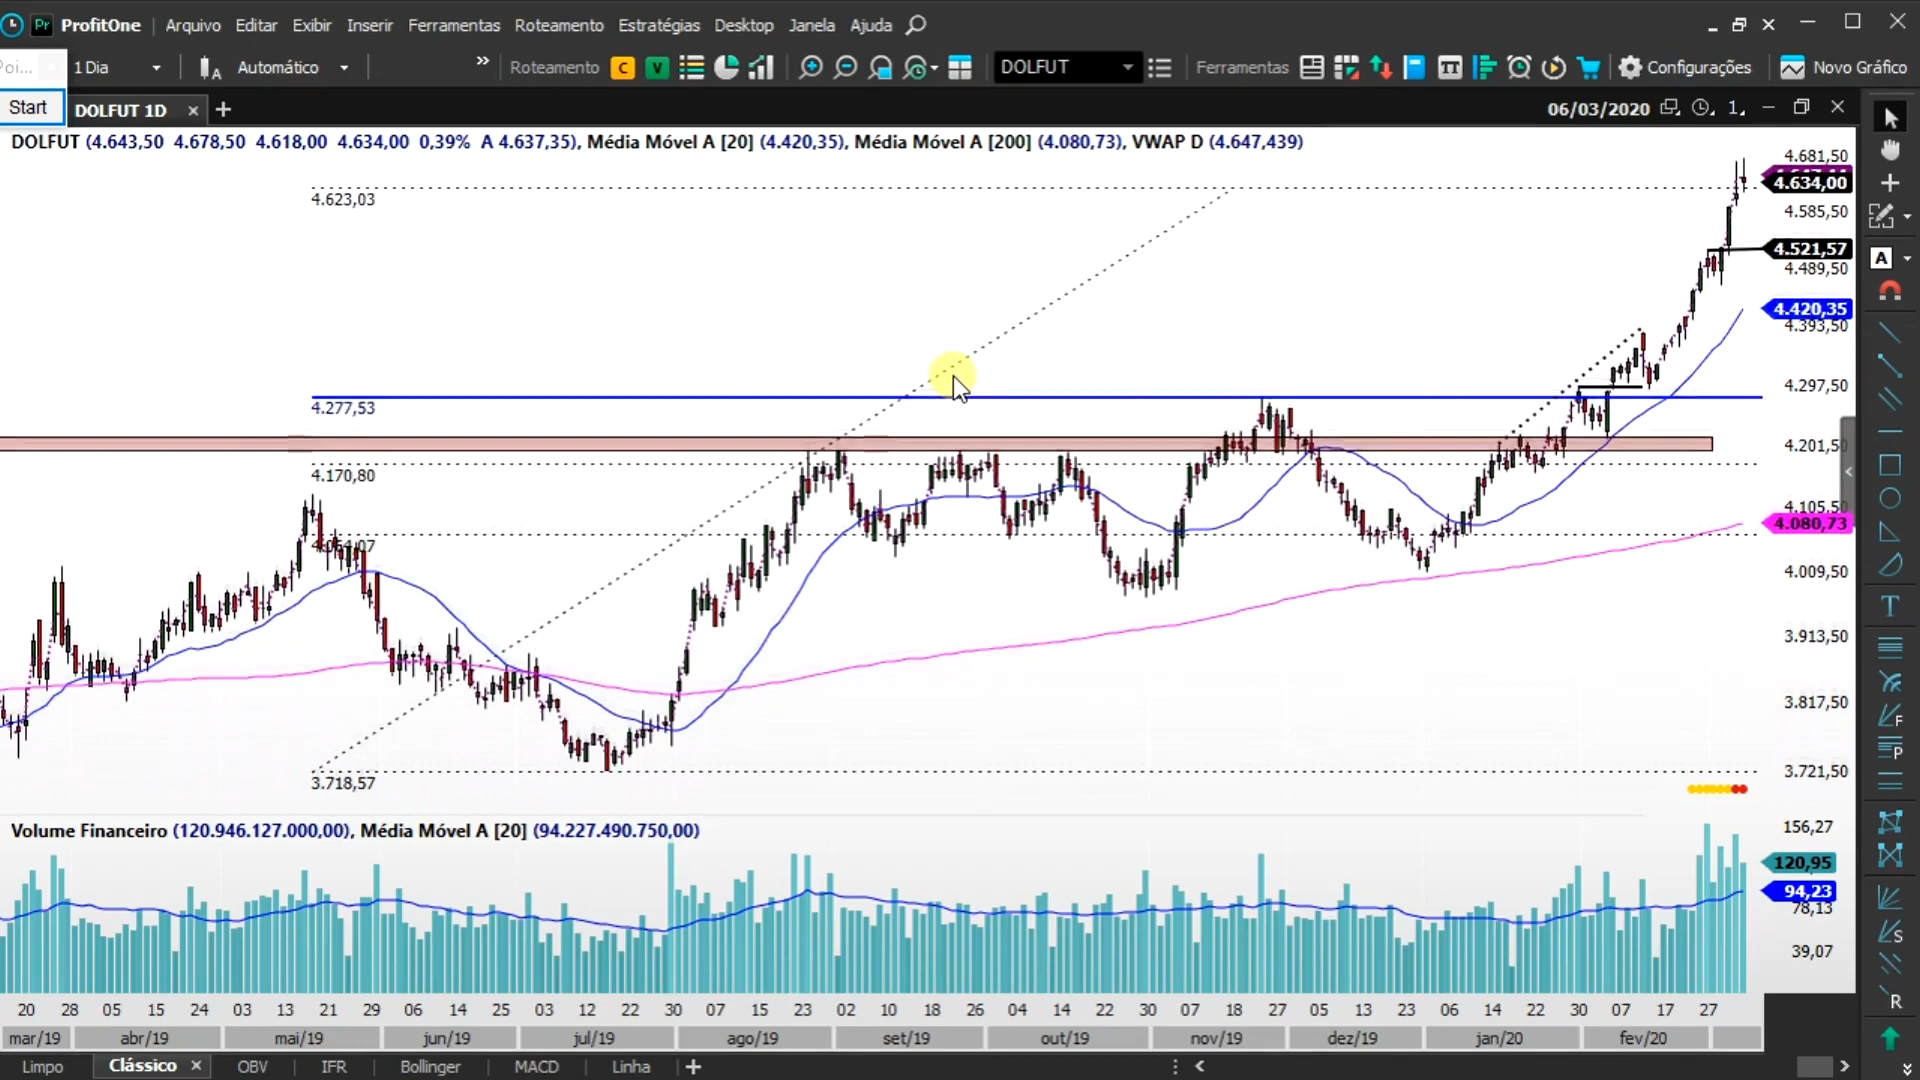 Pr ProfitOne Arquivo Editar Exibir Inserir Ferramentas Roteamento Estratégias Desktop Janela Ajuda
1 Dia A Automático » Roteamento C V DOLFUT Ferramentas Configurações Novo Gráfico
Start DOLFUT 1D × + 06/03/2020 1
DOLFUT (4.643,50 4.678,50 4.618,00 4.634,00 0,39% A 4.637,35), Média Móvel A [20] (4.420,35), Média Móvel A [200] (4.080,73), VWAP D (4.647,439)
4.681,50
4.634,00
4.623,03
4.585,50
4.521,57
4.489,50
4.420,35
4.393,50
4.297,50
4.277,53
4.201,50
4.170,80
4.105,50
4.080,73
4.009,50
3.913,50
3.817,50
3.721,50
3.718,57
Volume Financeiro (120.946.127.000,00), Média Móvel A [20] (94.227.490.750,00)
156,27
120,95
94,23
78,13
39,07
20 28 05 15 24 03 13 21 29 06 14 25 03 12 22 30 07 15 23 02 10 18 26 04 14 22 30 07 18 27 05 13 23 06 14 22 30 07 17 27
mar/19 abr/19 mai/19 jun/19 jul/19 ago/19 set/19 out/19 nov/19 dez/19 jan/20 fev/20
Limpo Clássico × OBV IFR Bollinger MACD Linha +
A
T
F
P
S
R